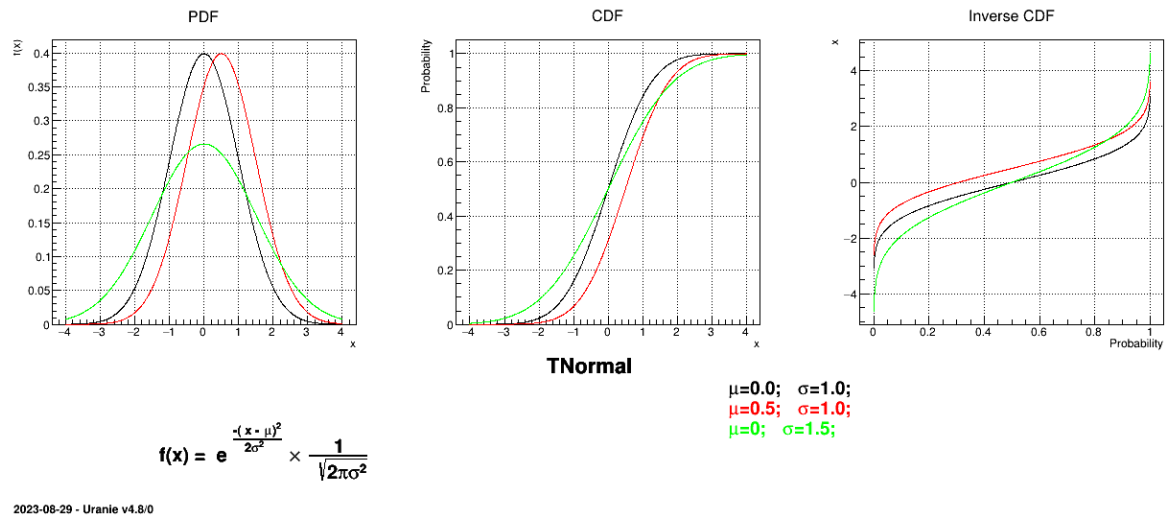 PDF
CDF
Inverse CDF
f(x)
0.4
0.35
0.3
0.25
0.2
0.15
0.1
0.05
0
−4 −3 −2 −1 0 1 2 3 4
x
Probability
1
0.8
0.6
0.4
0.2
0
−4 −3 −2 −1 0 1 2 3 4
x
x
4
2
0
−2
−4
0 0.2 0.4 0.6 0.8 1
Probability
TNormal
μ=0.0; σ=1.0;
μ=0.5; σ=1.0;
μ=0; σ=1.5;
f(x) = e^(-(x - μ)²/2σ²) × 1/√2πσ²
2023-08-29 - Uranie v4.8/0